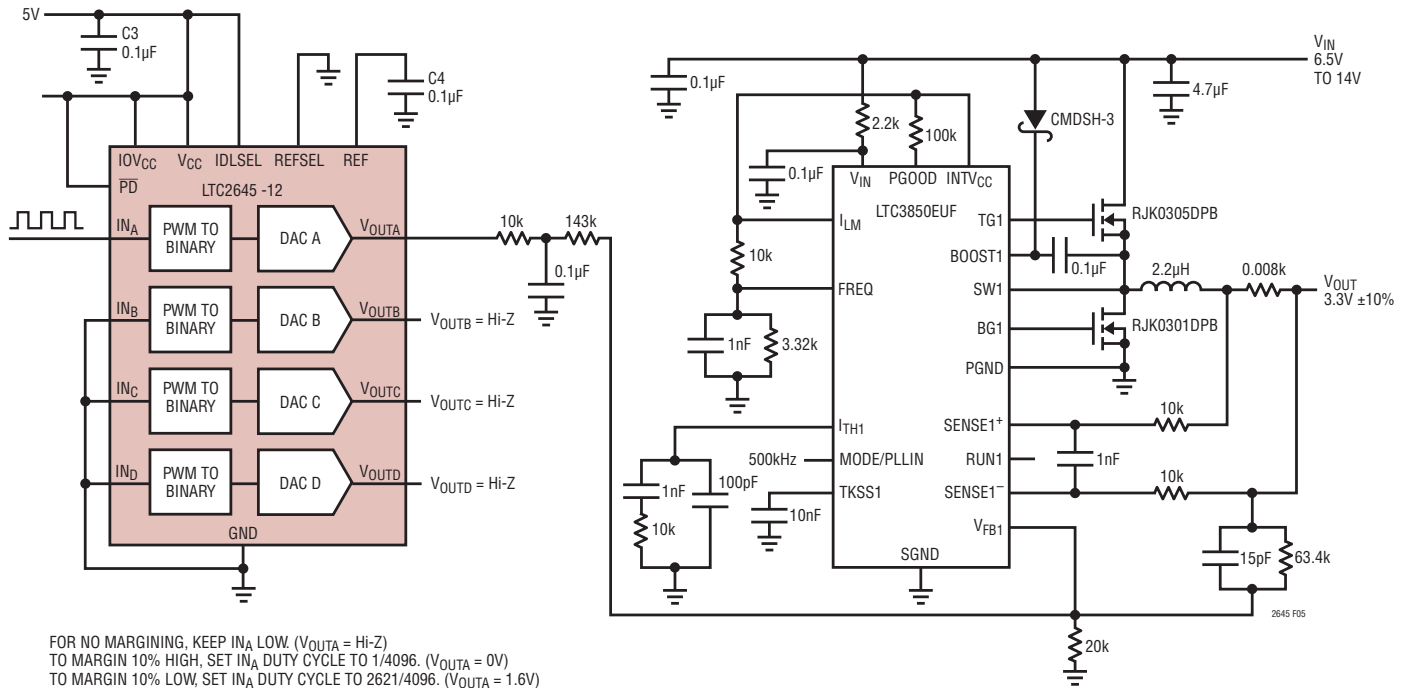 5V
C3
0.1µF
C4
0.1µF
IOVCC VCC IDLSEL REFSEL REF
PD
LTC2645 -12
INA
PWM TO
BINARY
DAC A
VOUTA
INB
PWM TO
BINARY
DAC B
VOUTB
VOUTB = Hi-Z
INC
PWM TO
BINARY
DAC C
VOUTC
VOUTC = Hi-Z
IND
PWM TO
BINARY
DAC D
VOUTD
VOUTD = Hi-Z
GND
10k
143k
0.1µF
VIN
6.5V
TO 14V
0.1µF
2.2k
100k
0.1µF
CMDSH-3
4.7µF
VIN PGOOD INTVCC
LTC3850EUF
ILM
10k
FREQ
1nF
3.32k
ITH1
1nF
100pF
10k
500kHz
MODE/PLLIN
TKSS1
10nF
SGND
TG1
RJK0305DPB
BOOST1
0.1µF
2.2µH
0.008k
SW1
VOUT
3.3V ±10%
BG1
RJK0301DPB
PGND
SENSE1+
10k
RUN1
1nF
SENSE1–
10k
VFB1
15pF
63.4k
20k
2645 F05
FOR NO MARGINING, KEEP INA LOW. (VOUTA = Hi-Z)
TO MARGIN 10% HIGH, SET INA DUTY CYCLE TO 1/4096. (VOUTA = 0V)
TO MARGIN 10% LOW, SET INA DUTY CYCLE TO 2621/4096. (VOUTA = 1.6V)